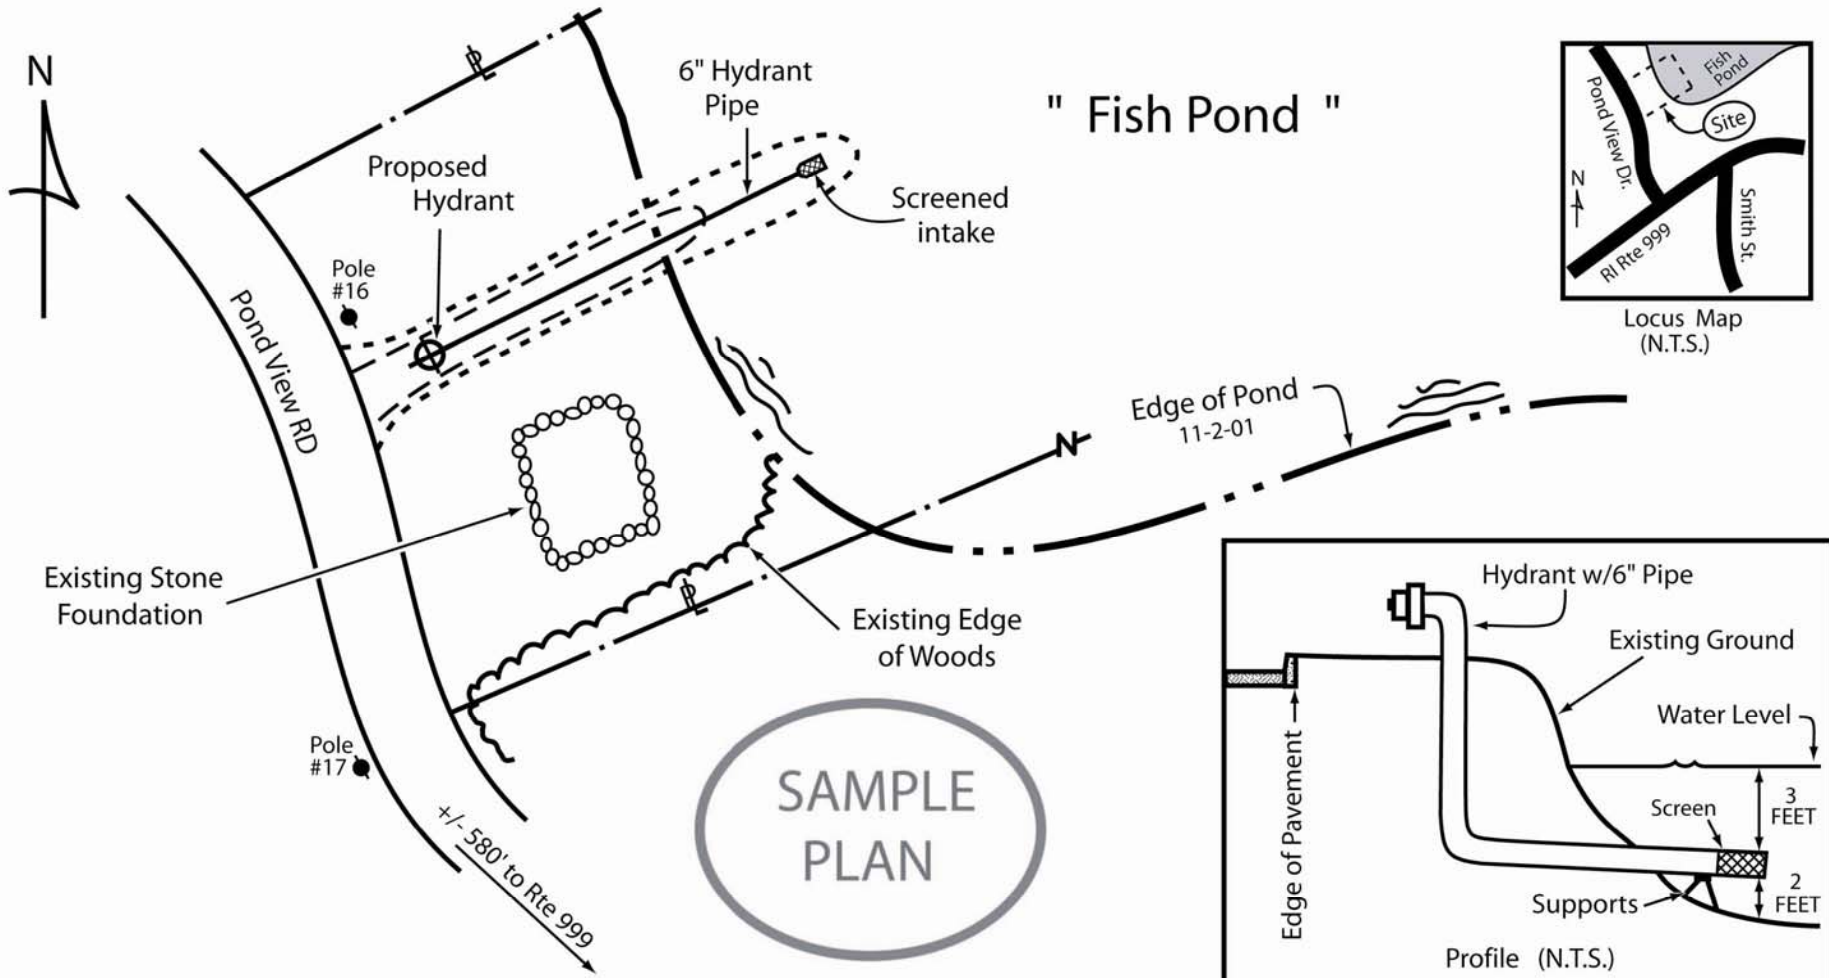 N
6" Hydrant
Pipe
" Fish Pond "
Proposed
Hydrant
Screened
intake
Pole
#16
Pond View RD
Edge of Pond
11-2-01
N
Existing Stone
Foundation
Existing Edge
of Woods
PL
PL
Pole
#17
+/- 580' to Rte 999
SAMPLE
PLAN
Fish
Pond
Pond View Dr.
Site
N
RI Rte 999
Smith St.
Locus Map
(N.T.S.)
Hydrant w/6" Pipe
Existing Ground
Water Level
Edge of Pavement
Screen
3
FEET
2
FEET
Supports
Profile (N.T.S.)